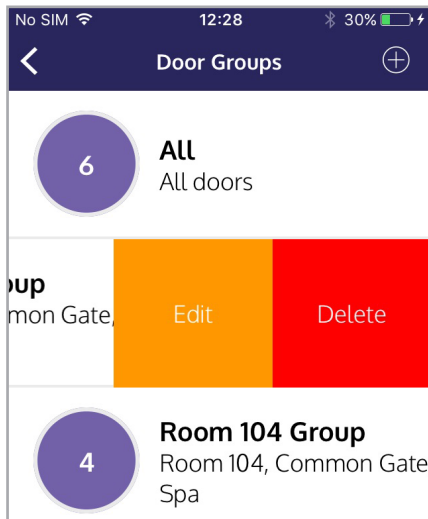 No SIM 12:28 30%
Door Groups
6
All
All doors
oup
mon Gate,
Edit
Delete
4
Room 104 Group
Room 104, Common Gate
Spa